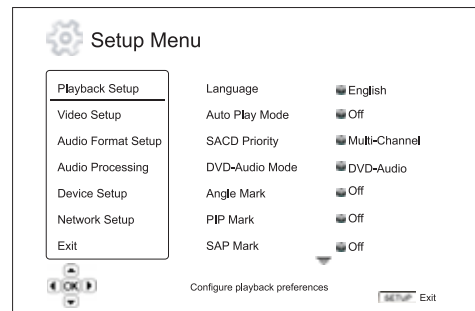 Setup Menu
Playback Setup
Video Setup
Audio Format Setup
Audio Processing
Device Setup
Network Setup
Exit
Language English
Auto Play Mode Off
SACD Priority Multi-Channel
DVD-Audio Mode DVD-Audio
Angle Mark Off
PIP Mark Off
SAP Mark Off
OK
Configure playback preferences
SETUP Exit